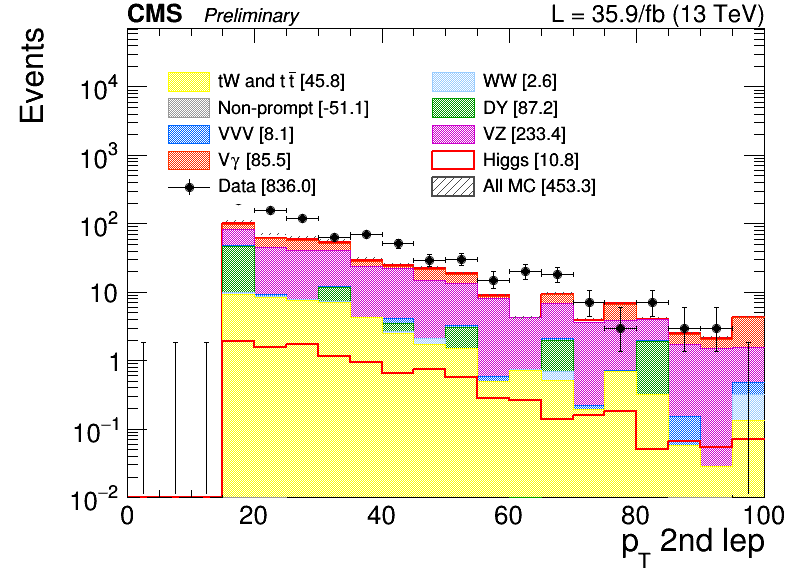 CMS Preliminary L = 35.9/fb (13 TeV)
Events
tW and t t̄ [45.8] WW [2.6]
Non-prompt [-51.1] DY [87.2]
VVV [8.1] VZ [233.4]
Vγ [85.5] Higgs [10.8]
Data [836.0] All MC [453.3]
10⁴
10³
10²
10
1
10⁻¹
10⁻²
0 20 40 60 80 100
p_T 2nd lep